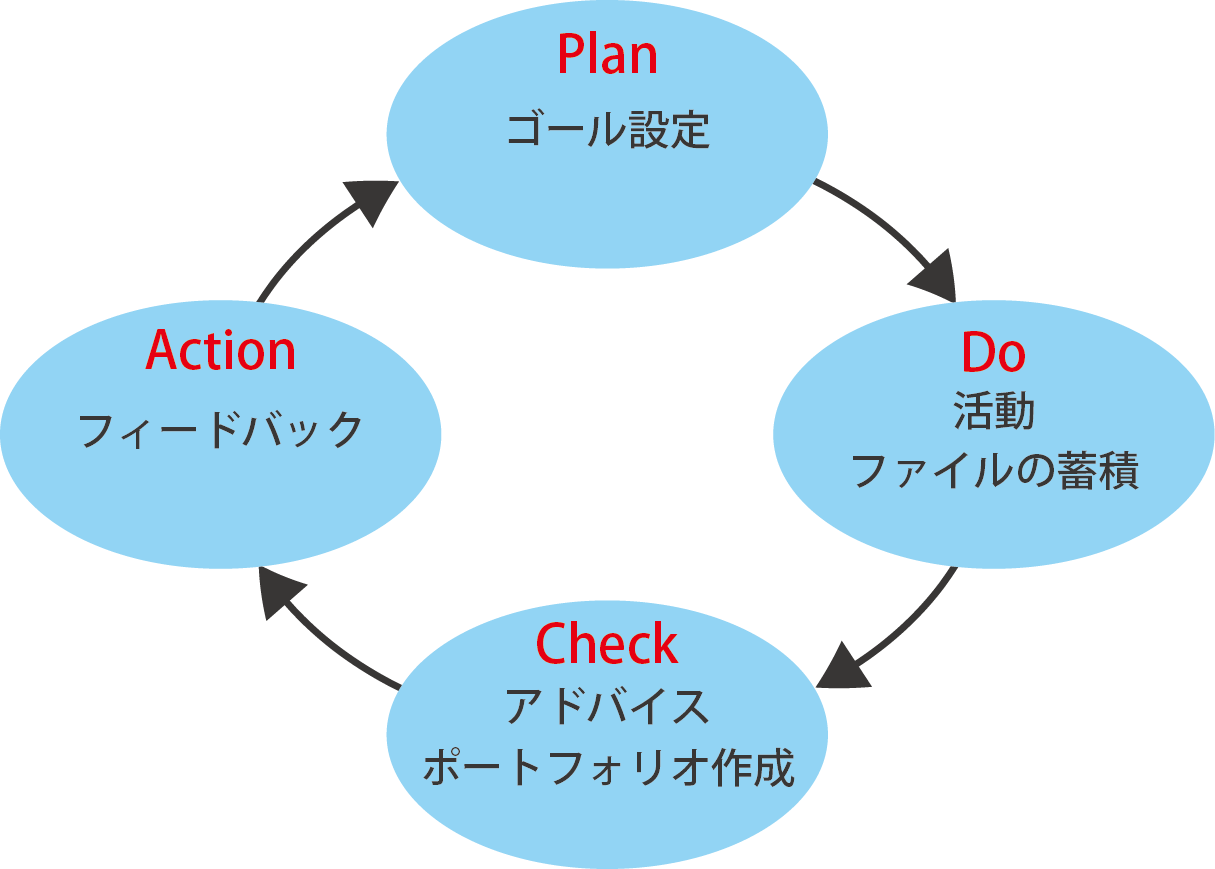 Plan
ゴール設定
Do
活動
ファイルの蓄積
Check
アドバイス
ポートフォリオ作成
Action
フィードバック